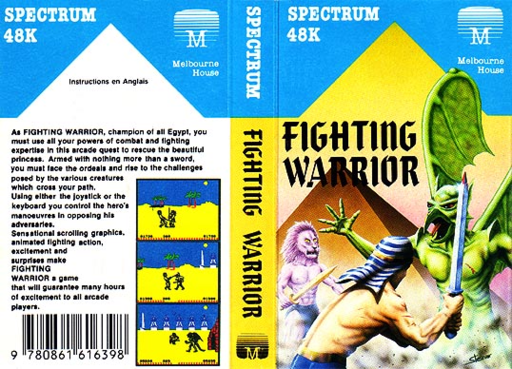 SPECTRUM
48K
M
Melbourne
House
Instructions en Anglais
As FIGHTING WARRIOR, champion of all Egypt, you
must use all your powers of combat and fighting
expertise in this arcade quest to rescue the beautiful
princess. Armed with nothing more than a sword,
you must face the ordeals and rise to the challenges
posed by the various creatures
which cross your path.
Using either the joystick or the
keyboard you control the hero's
manoeuvres in opposing his
adversaries.
Sensational scrolling graphics,
animated fighting action,
excitement and
surprises make
FIGHTING
WARRIOR a game
that will guarantee many hours
of excitement to all arcade
players.
9 780861 616398
SPECTRUM
FIGHTING WARRIOR
M
SPECTRUM
48K
M
Melbourne
House
FIGHTING
WARRIOR